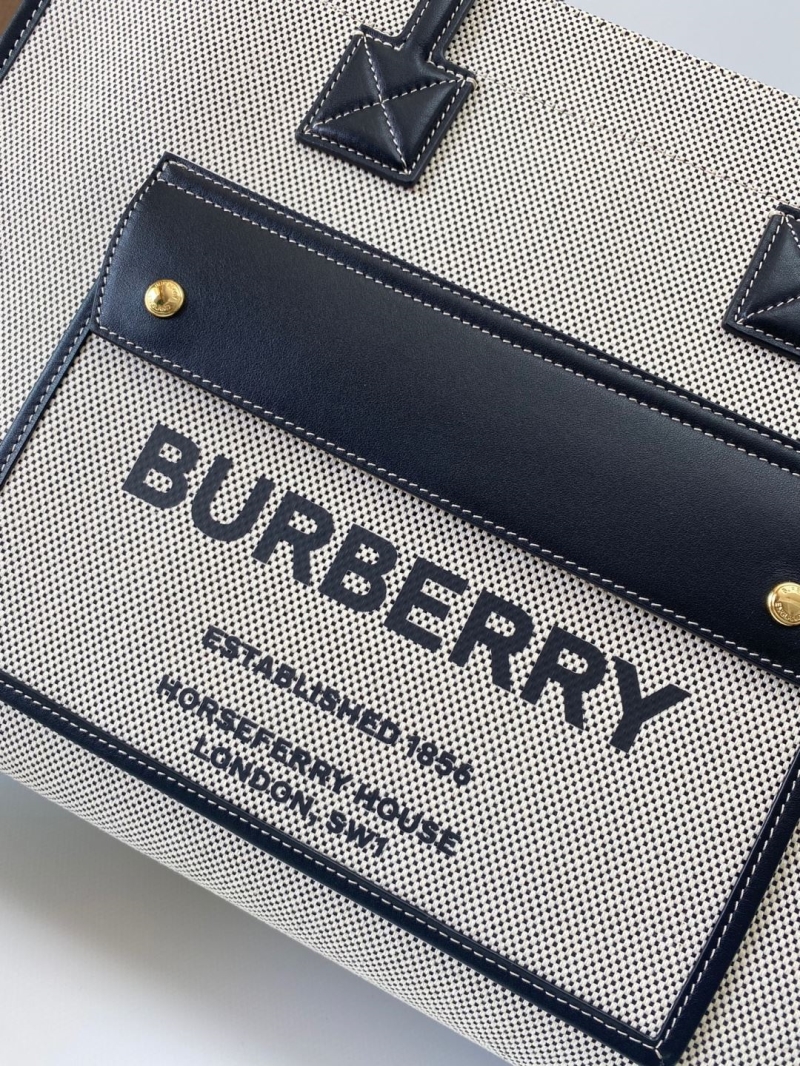 BURBERRY
ESTABLISHED 1856
HORSEFERRY HOUSE
LONDON, SW1